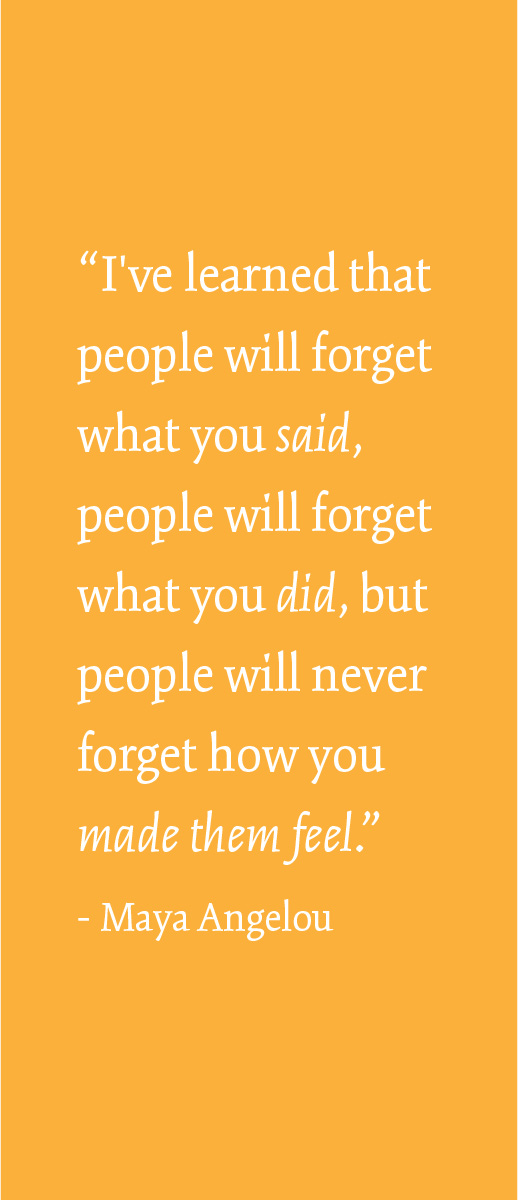 “I've learned that
people will forget
what you said,
people will forget
what you did, but
people will never
forget how you
made them feel.”
- Maya Angelou